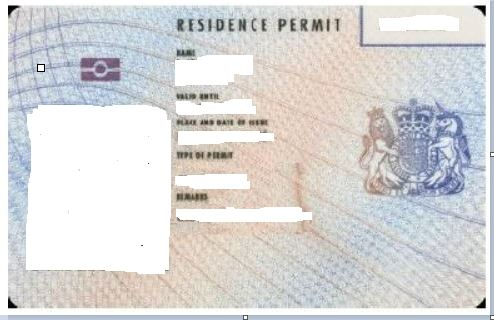 RESIDENCE PERMIT
NAME
VALID UNTIL
PLACE AND DATE OF ISSUE
TYPE OF PERMIT
REMARKS